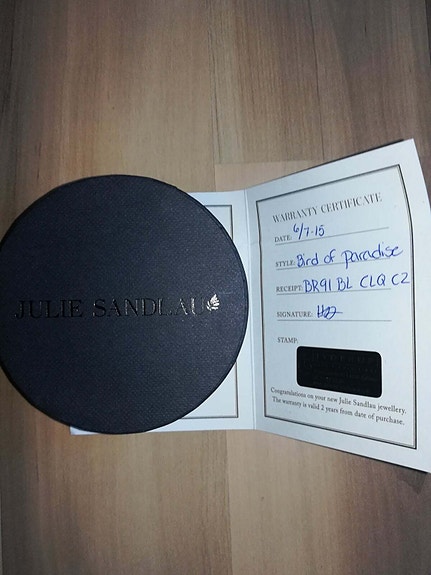 JULIE SANDLAU
WARRANTY CERTIFICATE
DATE: 6/7-15
STYLE: Bird of Paradise
RECEIPT: BR91 BL CLQ C2
SIGNATURE:
STAMP:
Congratulations on your new Julie Sandlau jewellery.
The warranty is valid 2 years from date of purchase.